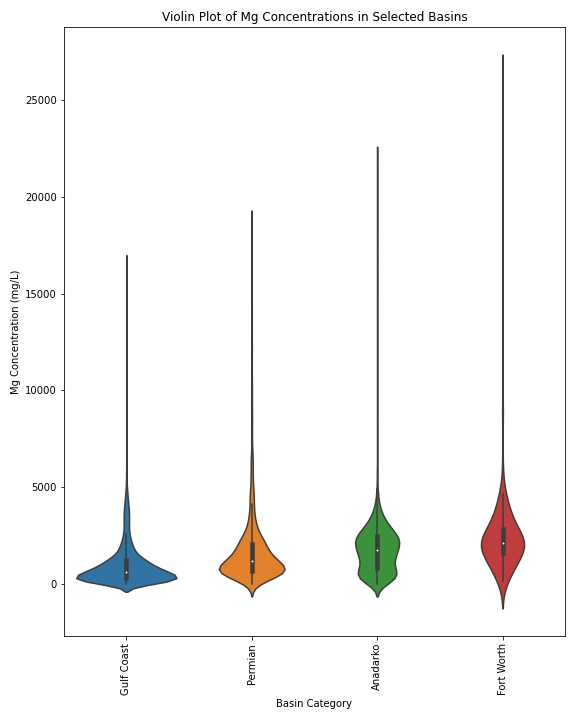 Violin Plot of Mg Concentrations in Selected Basins
Mg Concentration (mg/L)
25000
20000
15000
10000
5000
0
Gulf Coast
Permian
Anadarko
Fort Worth
Basin Category